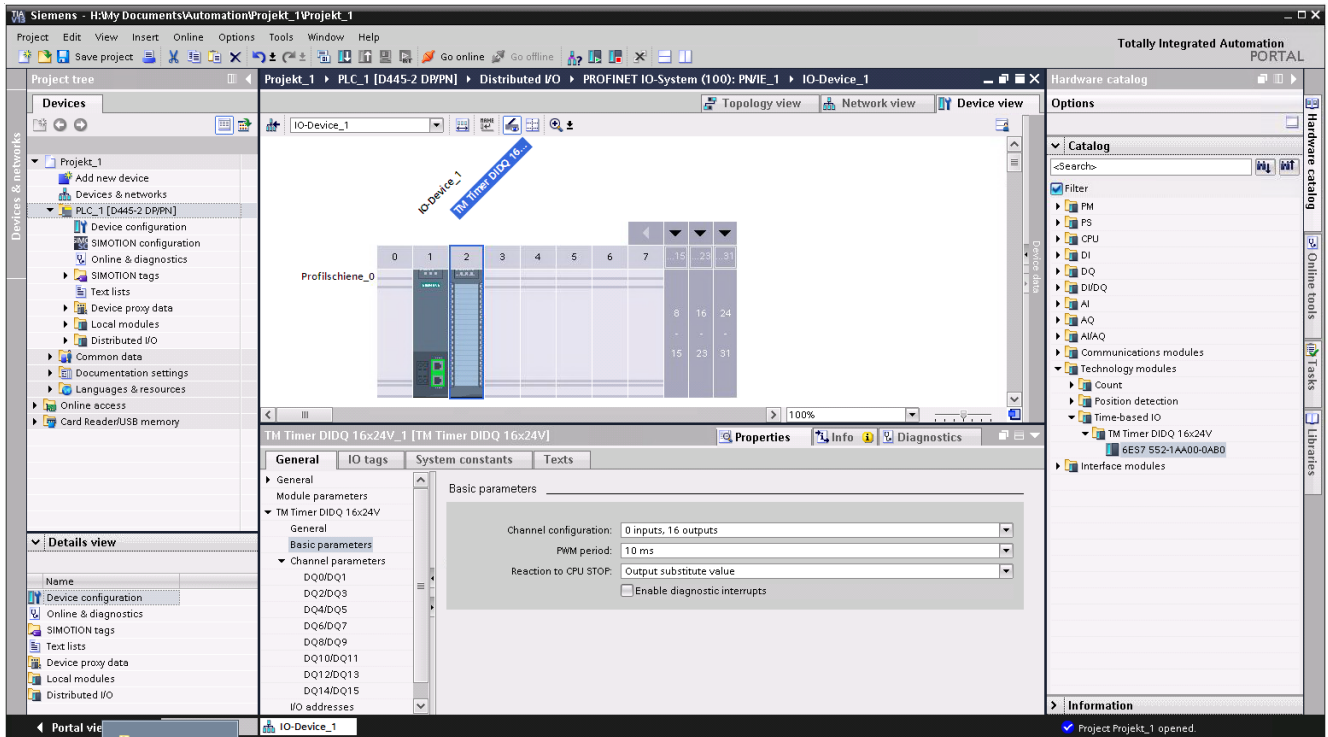 Siemens - H:\My Documents\Automation\Projekt_1\Projekt_1
Project Edit View Insert Online Options Tools Window Help
Totally Integrated Automation
PORTAL
Save project
Go online
Go offline
Project tree
Projekt_1 ▸ PLC_1 [D445-2 DP/PN] ▸ Distributed I/O ▸ PROFINET IO-System (100): PN/IE_1 ▸ IO-Device_1
Hardware catalog
Devices
Topology view
Network view
Device view
Options
IO-Device_1
Devices & networks
Projekt_1
Add new device
Devices & networks
PLC_1 [D445-2 DP/PN]
Device configuration
SIMOTION configuration
Online & diagnostics
SIMOTION tags
Text lists
Device proxy data
Local modules
Distributed I/O
Common data
Documentation settings
Languages & resources
Online access
Card Reader/USB memory
IO-Device_1
TM Timer DIDQ 16...
0 1 2 3 4 5 6 7 ...15 ...23 ...31
Profilschiene_0
SIEMENS
8 16 24
- - -
15 23 31
Device data
100%
Catalog
<Search>
Filter
PM
PS
CPU
DI
DQ
DI/DQ
AI
AQ
AI/AQ
Communications modules
Technology modules
Count
Position detection
Time-based IO
TM Timer DIDQ 16x24V
6ES7 552-1AA00-0AB0
Interface modules
Hardware catalog
Online tools
Tasks
Libraries
TM Timer DIDQ 16x24V_1 [TM Timer DIDQ 16x24V]
Properties
Info
Diagnostics
General
IO tags
System constants
Texts
General
Module parameters
TM Timer DIDQ 16x24V
General
Basic parameters
Channel parameters
DQ0/DQ1
DQ2/DQ3
DQ4/DQ5
DQ6/DQ7
DQ8/DQ9
DQ10/DQ11
DQ12/DQ13
DQ14/DQ15
I/O addresses
Basic parameters
Channel configuration: 0 inputs, 16 outputs
PWM period: 10 ms
Reaction to CPU STOP: Output substitute value
Enable diagnostic interrupts
Details view
Name
Device configuration
Online & diagnostics
SIMOTION tags
Text lists
Device proxy data
Local modules
Distributed I/O
Information
Portal vie
IO-Device_1
Project Projekt_1 opened.